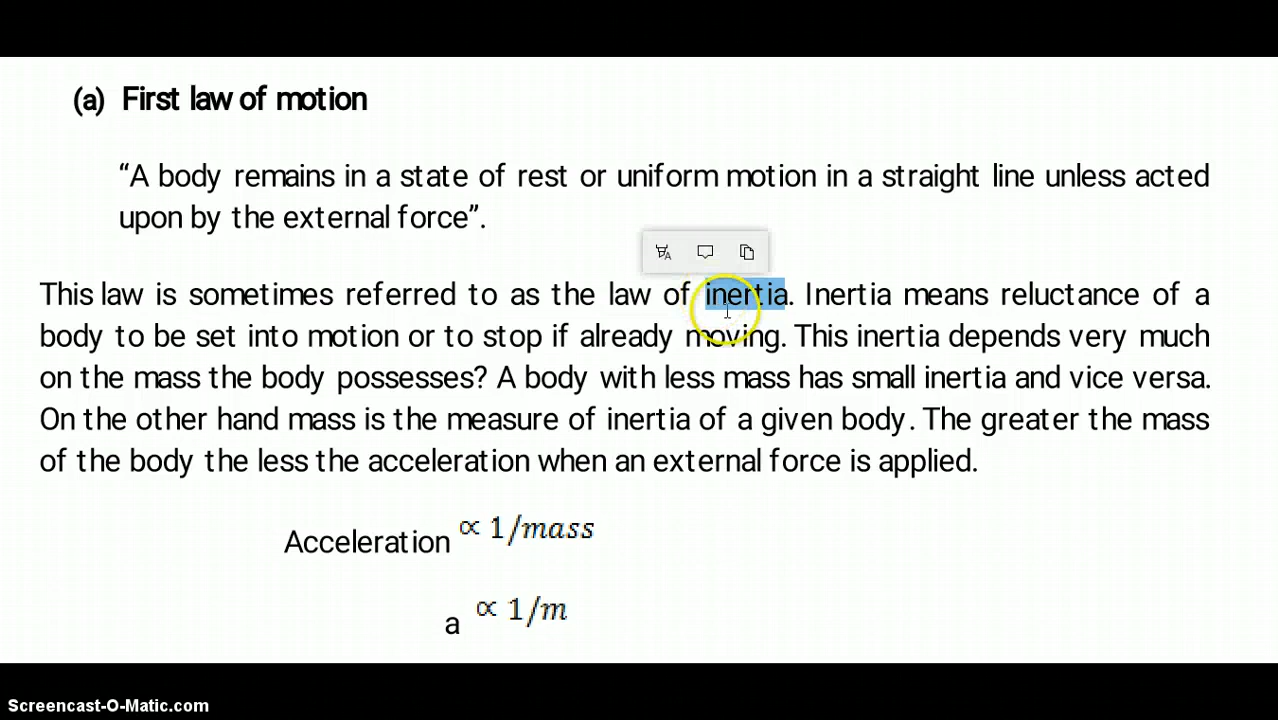 (a) First law of motion
“A body remains in a state of rest or uniform motion in a straight line unless acted
upon by the external force”.
This law is sometimes referred to as the law of inertia. Inertia means reluctance of a
body to be set into motion or to stop if already moving. This inertia depends very much
on the mass the body possesses? A body with less mass has small inertia and vice versa.
On the other hand mass is the measure of inertia of a given body. The greater the mass
of the body the less the acceleration when an external force is applied.
Acceleration ∝ 1/mass
a ∝ 1/m
Screencast-O-Matic.com